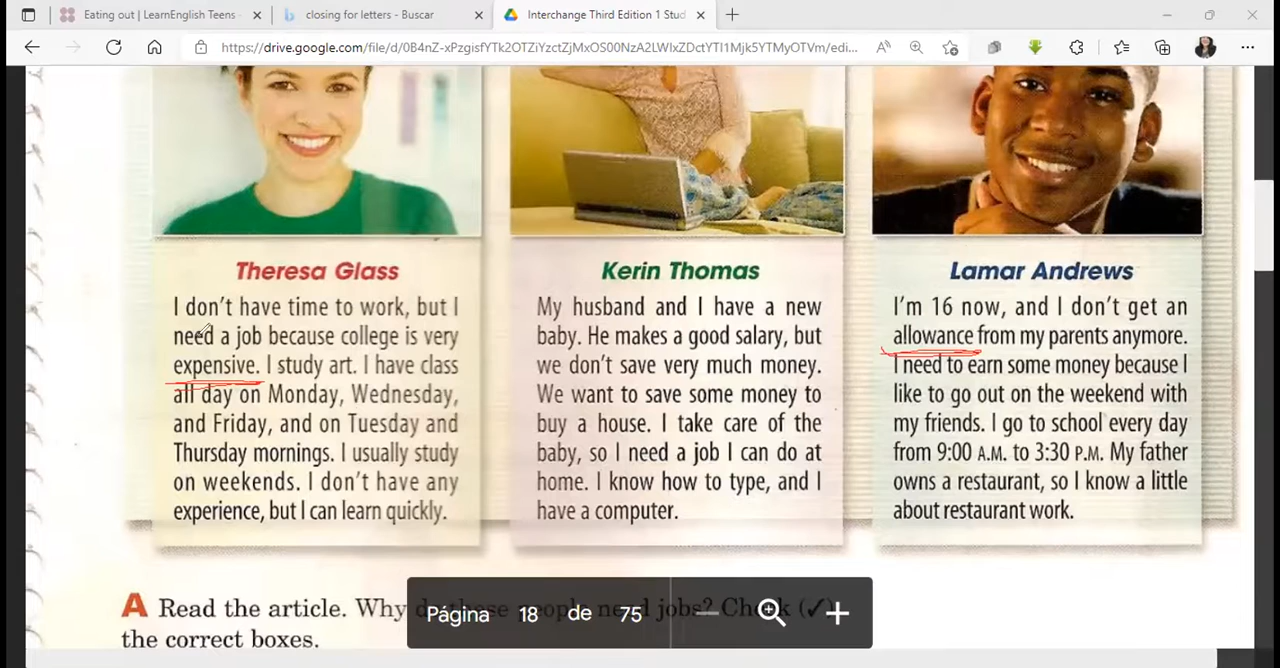 Eating out | LearnEnglish Teens -
closing for letters - Buscar
Interchange Third Edition 1 Stud
https://drive.google.com/file/d/0B4nZ-xPzgisfYTk2OTZiYzctZjMxOS00NzA2LWIxZDctYTI1Mjk5YTMyOTVm/edi...
Theresa Glass
I don't have time to work, but I
need a job because college is very
expensive. I study art. I have class
all day on Monday, Wednesday,
and Friday, and on Tuesday and
Thursday mornings. I usually study
on weekends. I don't have any
experience, but I can learn quickly.
Kerin Thomas
My husband and I have a new
baby. He makes a good salary, but
we don't save very much money.
We want to save some money to
buy a house. I take care of the
baby, so I need a job I can do at
home. I know how to type, and I
have a computer.
Lamar Andrews
I'm 16 now, and I don't get an
allowance from my parents anymore.
I need to earn some money because I
like to go out on the weekend with
my friends. I go to school every day
from 9:00 A.M. to 3:30 P.M. My father
owns a restaurant, so I know a little
about restaurant work.
A Read the article. Why do these people need jobs? Check (✓)
the correct boxes.
Página 18 de 75